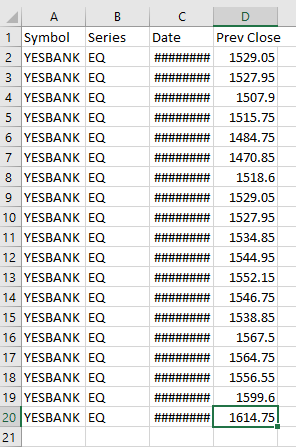 A B C D
1 Symbol Series Date Prev Close
2 YESBANK EQ ######## 1529.05
3 YESBANK EQ ######## 1527.95
4 YESBANK EQ ######## 1507.9
5 YESBANK EQ ######## 1515.75
6 YESBANK EQ ######## 1484.75
7 YESBANK EQ ######## 1470.85
8 YESBANK EQ ######## 1518.6
9 YESBANK EQ ######## 1529.05
10 YESBANK EQ ######## 1527.95
11 YESBANK EQ ######## 1534.85
12 YESBANK EQ ######## 1544.95
13 YESBANK EQ ######## 1552.15
14 YESBANK EQ ######## 1546.75
15 YESBANK EQ ######## 1538.85
16 YESBANK EQ ######## 1567.5
17 YESBANK EQ ######## 1564.75
18 YESBANK EQ ######## 1556.55
19 YESBANK EQ ######## 1599.6
20 YESBANK EQ ######## 1614.75
21